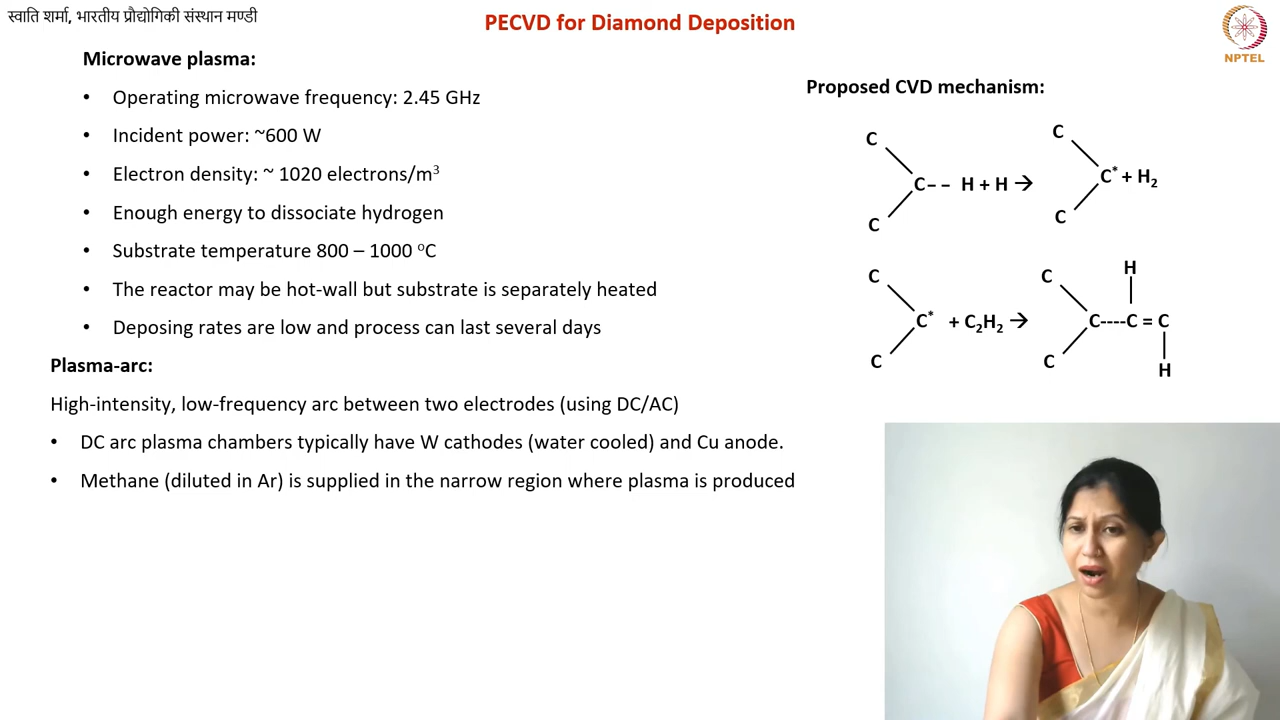 स्वाति शर्मा, भारतीय प्रौद्योगिकी संस्थान मण्डी
PECVD for Diamond Deposition
NPTEL
Microwave plasma:
• Operating microwave frequency: 2.45 GHz
• Incident power: ~600 W
• Electron density: ~ 1020 electrons/m³
• Enough energy to dissociate hydrogen
• Substrate temperature 800 – 1000 ᵒC
• The reactor may be hot-wall but substrate is separately heated
• Deposing rates are low and process can last several days
Plasma-arc:
High-intensity, low-frequency arc between two electrodes (using DC/AC)
• DC arc plasma chambers typically have W cathodes (water cooled) and Cu anode.
• Methane (diluted in Ar) is supplied in the narrow region where plasma is produced
Proposed CVD mechanism:
C C
C– – H + H → C* + H₂
C C
C C H
C* + C₂H₂ → C----C = C
C C H